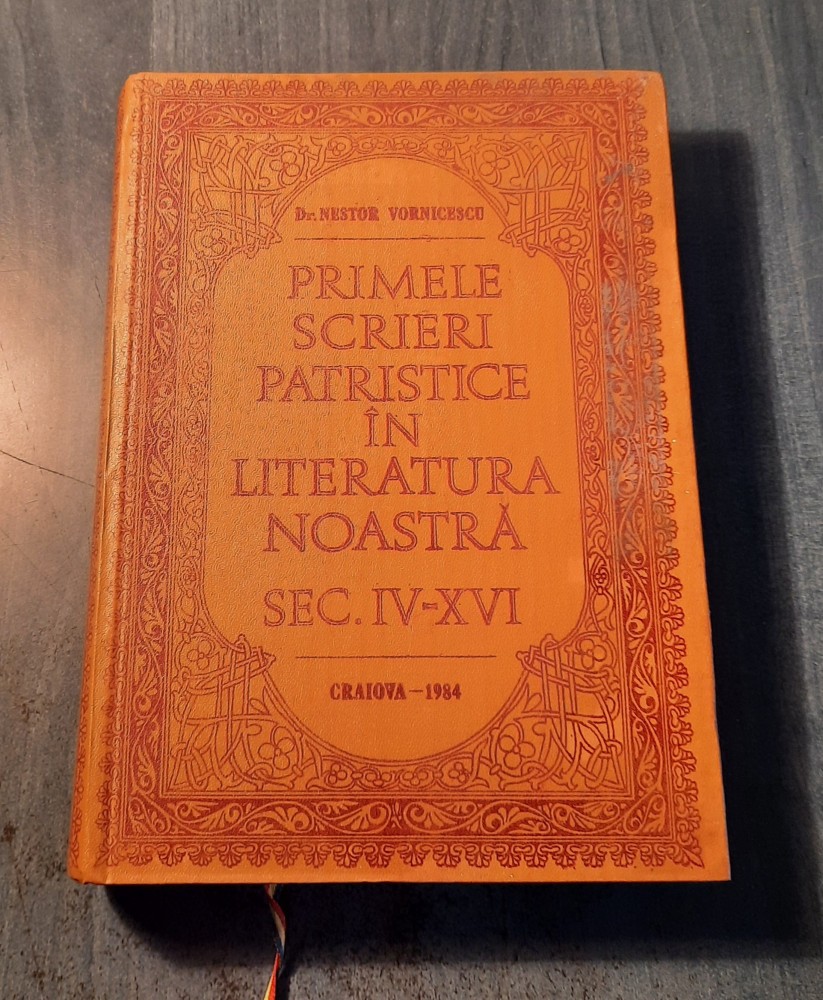 Dr. NESTOR VORNICESCU
PRIMELE
SCRIERI
PATRISTICE
ÎN
LITERATURA
NOASTRĂ
SEC. IV-XVI
CRAIOVA—1984